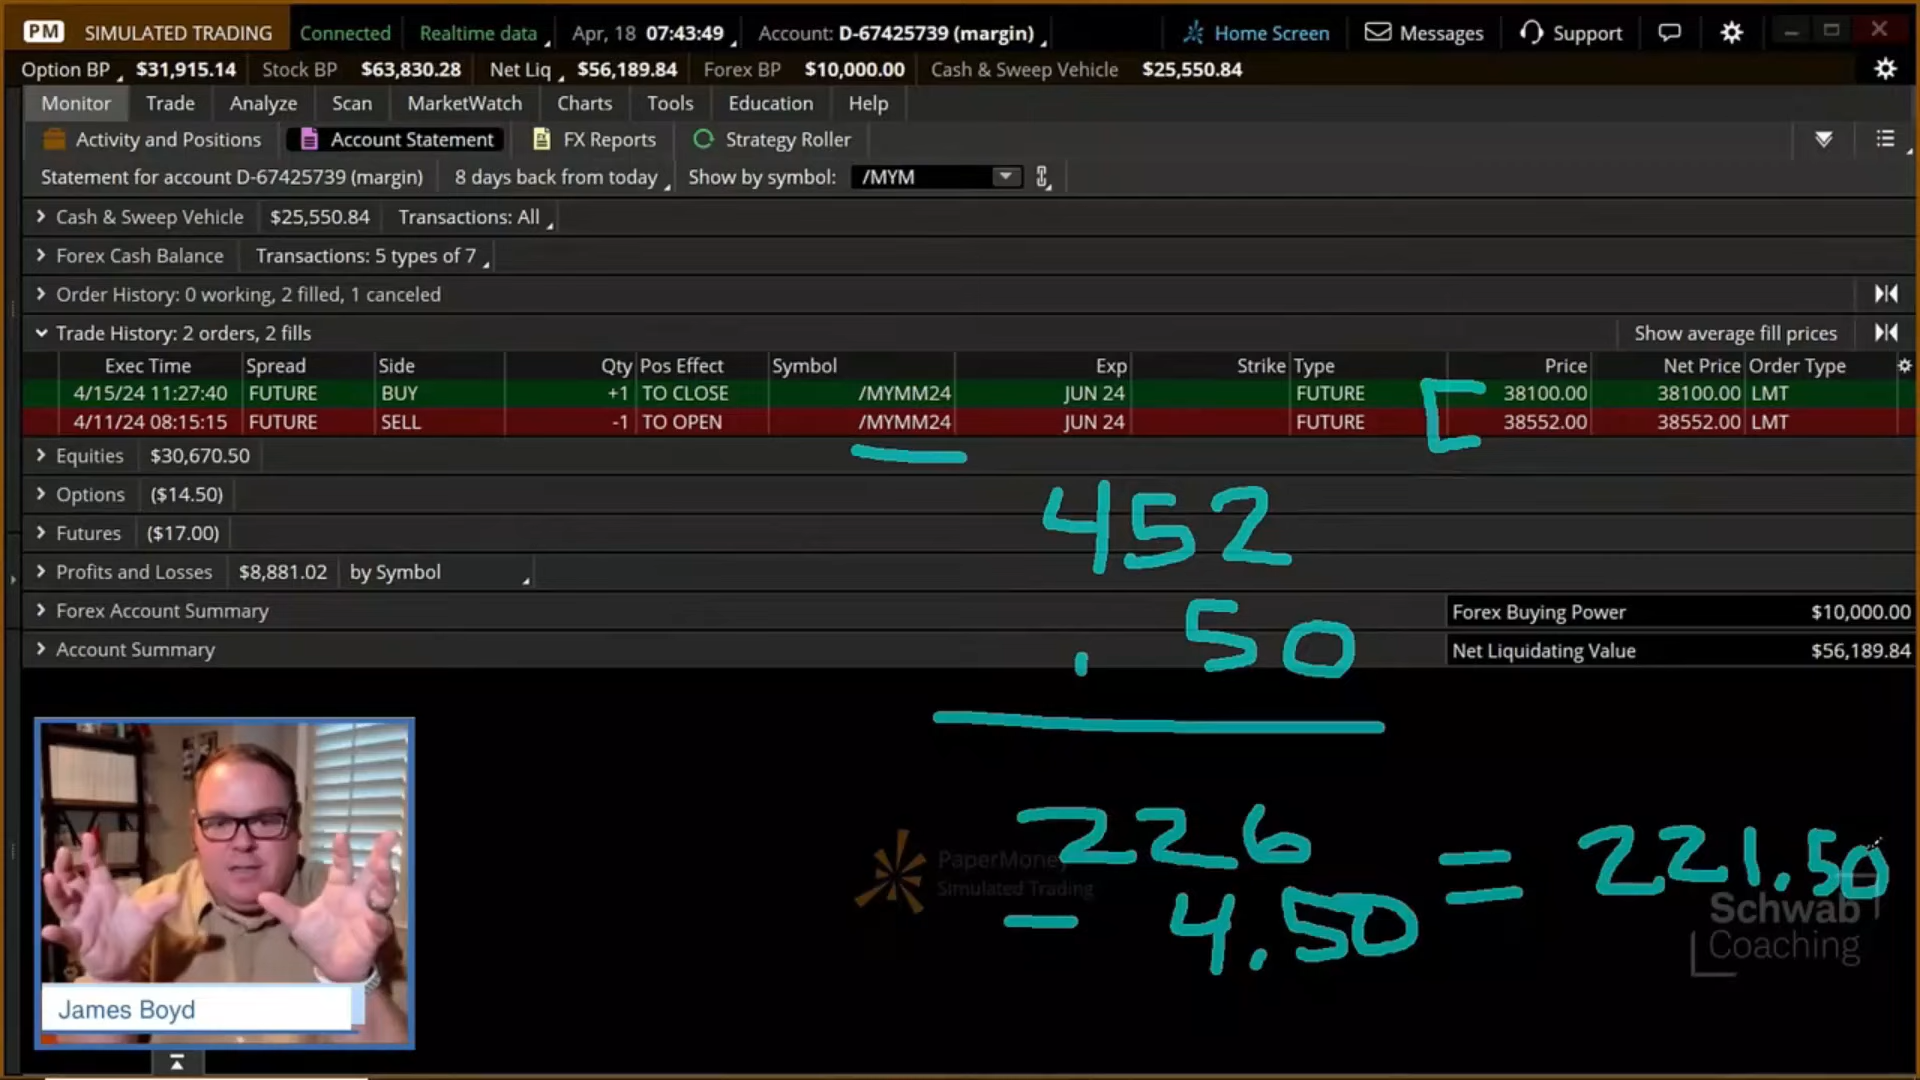 PM SIMULATED TRADING Connected Realtime data Apr, 18 07:43:49 Account: D-67425739 (margin) Home Screen Messages Support
Option BP $31,915.14 Stock BP $63,830.28 Net Liq $56,189.84 Forex BP $10,000.00 Cash & Sweep Vehicle $25,550.84
Monitor Trade Analyze Scan MarketWatch Charts Tools Education Help
Activity and Positions Account Statement FX FX Reports Strategy Roller
Statement for account D-67425739 (margin) 8 days back from today Show by symbol: /MYM
Cash & Sweep Vehicle $25,550.84 Transactions: All
Forex Cash Balance Transactions: 5 types of 7
Order History: 0 working, 2 filled, 1 canceled
Trade History: 2 orders, 2 fills Show average fill prices
Exec Time Spread Side Qty Pos Effect Symbol Exp Strike Type Price Net Price Order Type
4/15/24 11:27:40 FUTURE BUY +1 TO CLOSE /MYMM24 JUN 24 FUTURE 38100.00 38100.00 LMT
4/11/24 08:15:15 FUTURE SELL -1 TO OPEN /MYMM24 JUN 24 FUTURE 38552.00 38552.00 LMT
Equities $30,670.50
Options ($14.50)
Futures ($17.00)
Profits and Losses $8,881.02 by Symbol
Forex Account Summary Forex Buying Power $10,000.00
Account Summary Net Liquidating Value $56,189.84
452
.50
226
- 4.50 = 221.50
PaperMoney
Simulated Trading
Schwab
Coaching
James Boyd